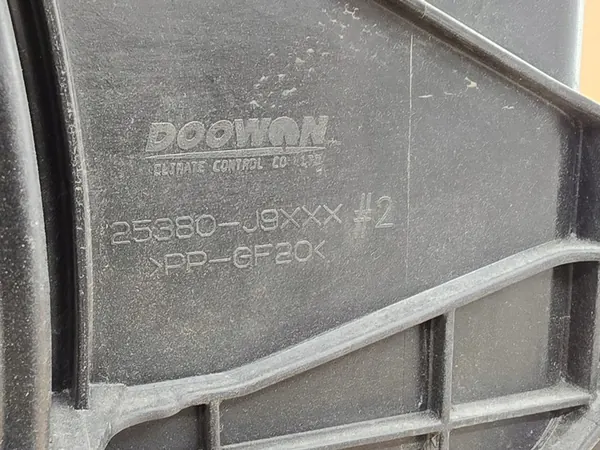 DOOWON
CLIMATE CONTROL CO., LTD
25380-J9XXX #2
>PP-GF20<